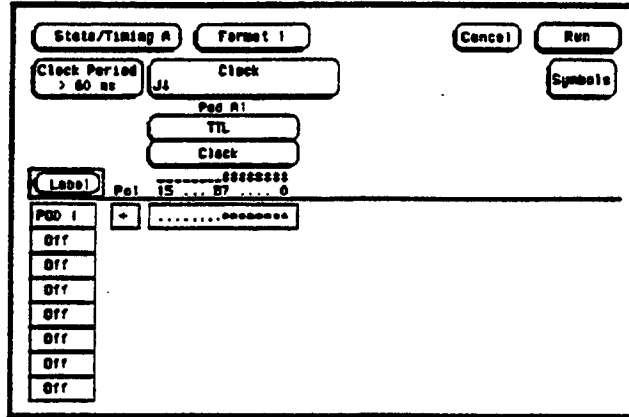 State/Timing A Format 1 Cancel Run
Clock Period Clock Symbols
> 60 ns J↓
Pod A1
TTL
Clock
Label Pol 15 ... 87 .... 0
POD 1 + ........********
Off
Off
Off
Off
Off
Off
Off